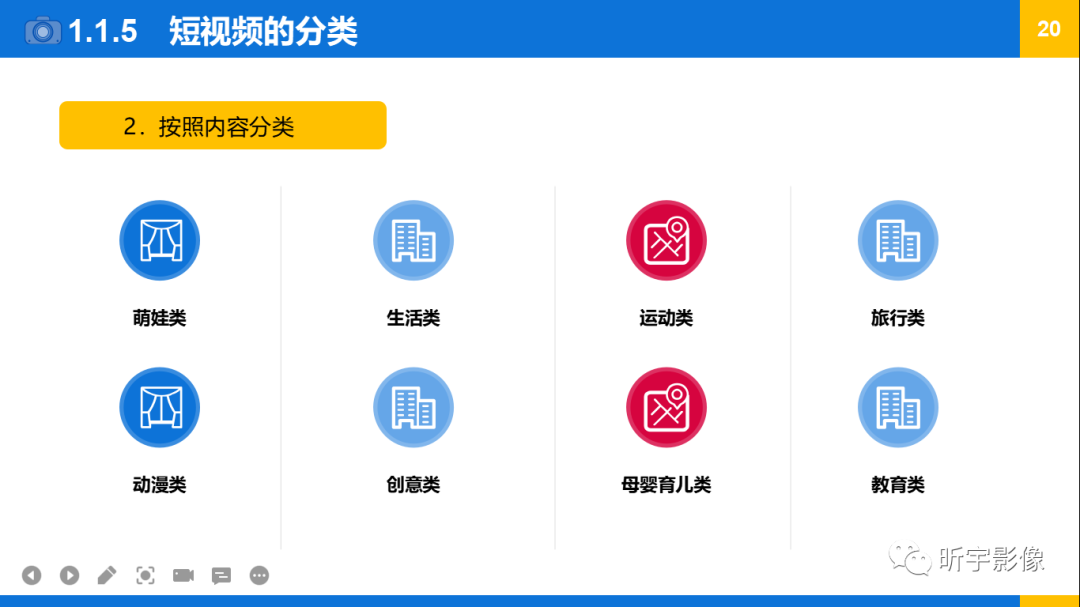 1.1.5 短视频的分类
20
2. 按照内容分类
萌娃类 生活类 运动类 旅行类
动漫类 创意类 母婴育儿类 教育类
昕宇影像